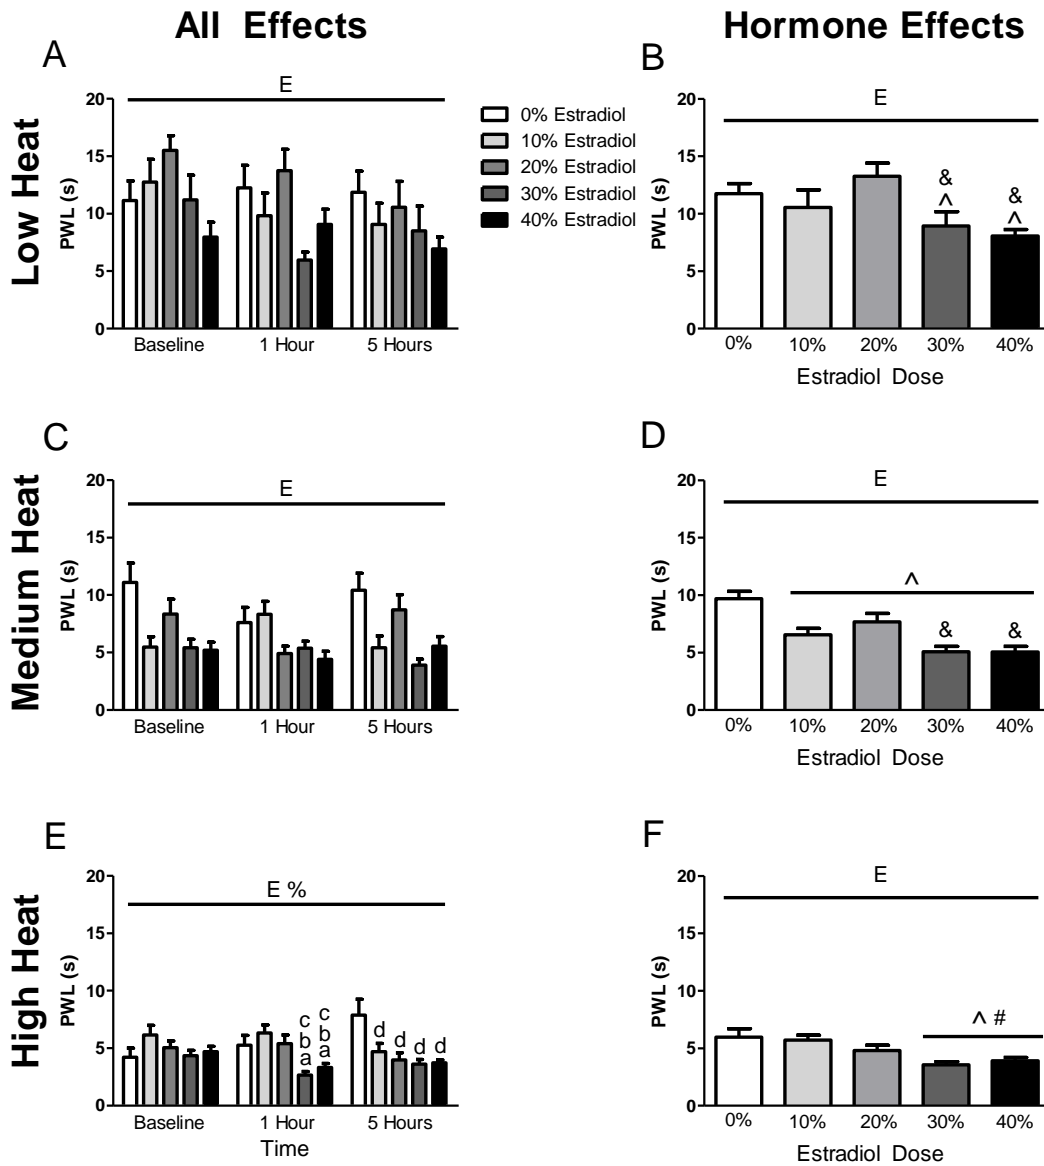 All Effects
Hormone Effects
Low Heat
A
E
20
15
10
5
0
PWL (s)
Baseline
1 Hour
5 Hours
0% Estradiol
10% Estradiol
20% Estradiol
30% Estradiol
40% Estradiol
B
E
20
15
10
5
0
PWL (s)
& &
^ ^
0%
10%
20%
30%
40%
Estradiol Dose
Medium Heat
C
E
20
15
10
5
0
PWL (s)
Baseline
1 Hour
5 Hours
D
E
20
15
10
5
0
PWL (s)
^
& &
0%
10%
20%
30%
40%
Estradiol Dose
High Heat
E
E %
20
15
10
5
0
PWL (s)
c c
b b
a a
d d d d
Baseline
1 Hour
5 Hours
Time
F
E
20
15
10
5
0
PWL (s)
^ #
0%
10%
20%
30%
40%
Estradiol Dose